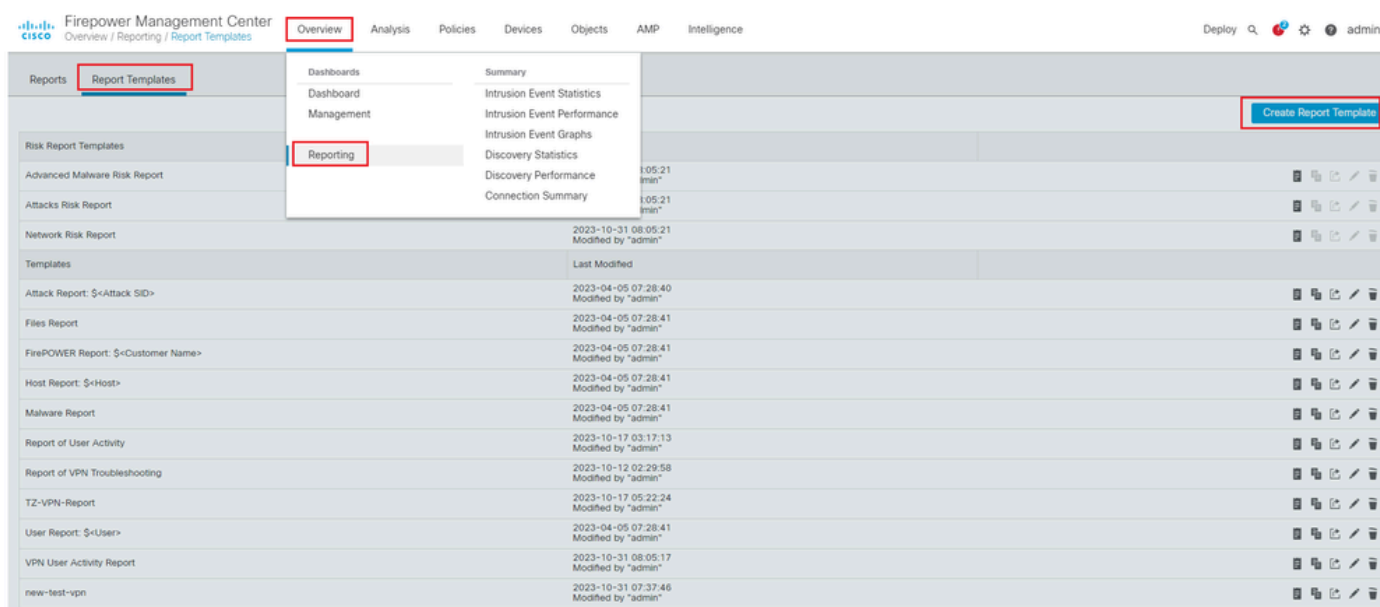 CISCO
Firepower Management Center
Overview / Reporting / Report Templates
Overview Analysis Policies Devices Objects AMP Intelligence
Deploy 2 admin
Reports Report Templates
Dashboards
Dashboard
Management
Reporting
Summary
Intrusion Event Statistics
Intrusion Event Performance
Intrusion Event Graphs
Discovery Statistics
Discovery Performance
Connection Summary
Create Report Template
Risk Report Templates
Advanced Malware Risk Report
:05:21
Attacks Risk Report
:05:21
Network Risk Report
2023-10-31 08:05:21
Modified by "admin"
Templates Last Modified
Attack Report: $<Attack SID>
2023-04-05 07:28:40
Modified by "admin"
Files Report
2023-04-05 07:28:41
Modified by "admin"
FirePOWER Report: $<Customer Name>
2023-04-05 07:28:41
Modified by "admin"
Host Report: $<Host>
2023-04-05 07:28:41
Modified by "admin"
Malware Report
2023-04-05 07:28:41
Modified by "admin"
Report of User Activity
2023-10-17 03:17:13
Modified by "admin"
Report of VPN Troubleshooting
2023-10-12 02:29:58
Modified by "admin"
TZ-VPN-Report
2023-10-17 05:22:24
Modified by "admin"
User Report: $<User>
2023-04-05 07:28:41
Modified by "admin"
VPN User Activity Report
2023-10-31 08:05:17
Modified by "admin"
new-test-vpn
2023-10-31 07:37:46
Modified by "admin"